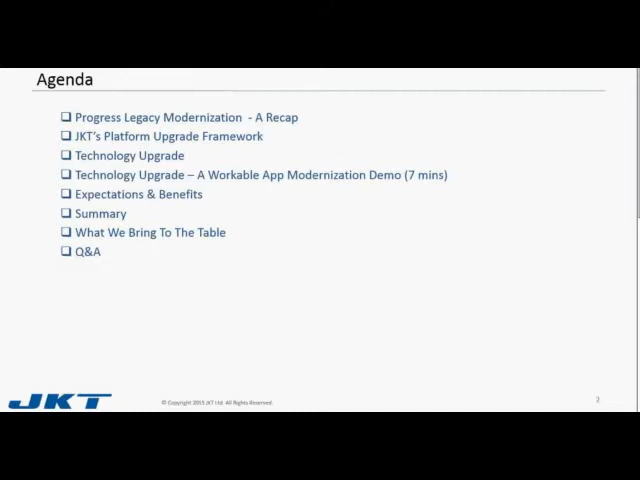 Agenda
Progress Legacy Modernization - A Recap
JKT's Platform Upgrade Framework
Technology Upgrade
Technology Upgrade – A Workable App Modernization Demo (7 mins)
Expectations & Benefits
Summary
What We Bring To The Table
Q&A
JKT
© Copyright 2015 JKT Ltd. All Rights Reserved.
2